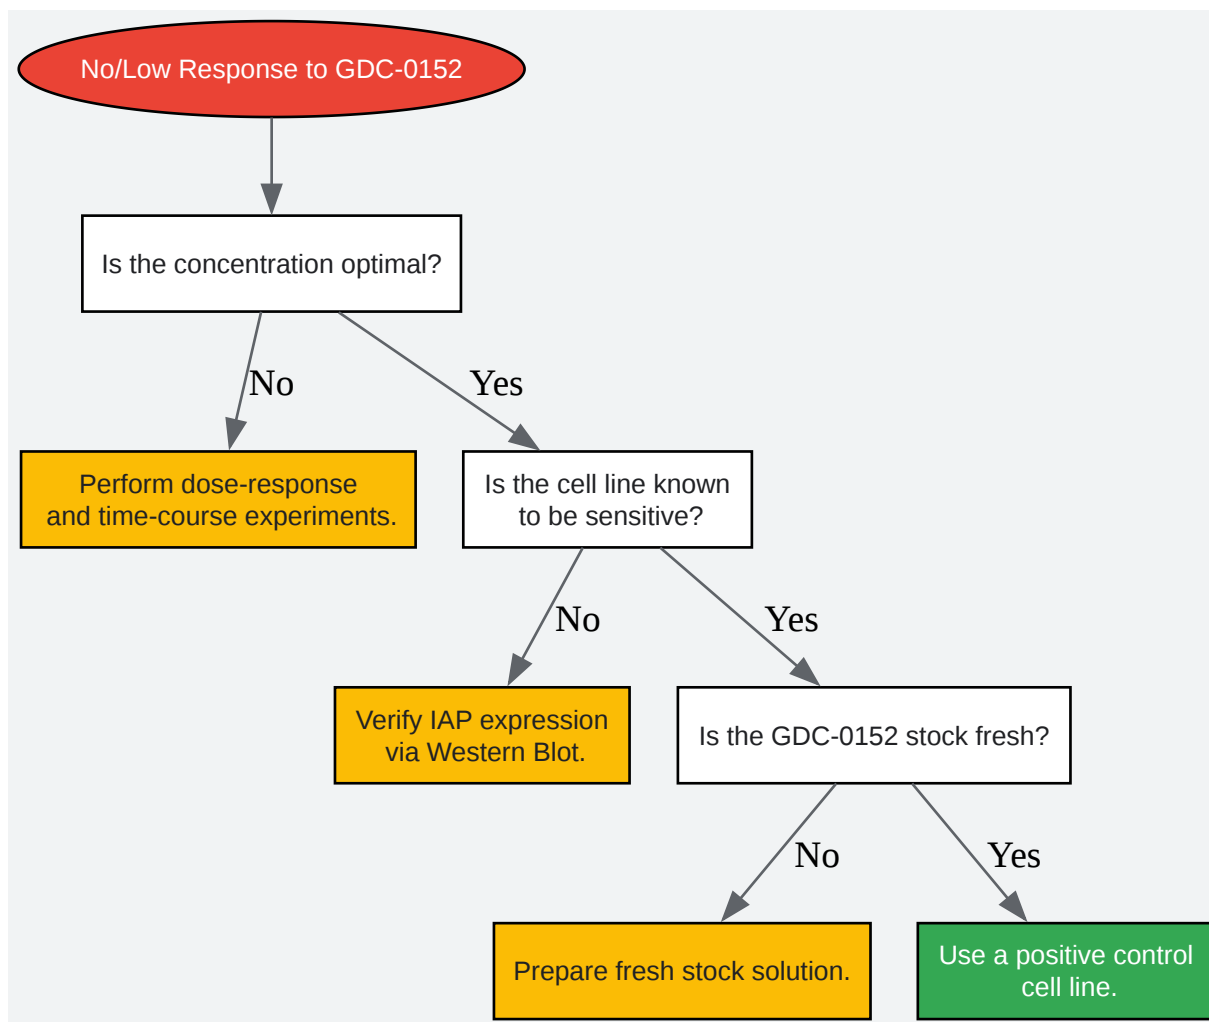 No/Low Response to GDC-0152
Is the concentration optimal?
No
Yes
Perform dose-response
and time-course experiments.
Is the cell line known
to be sensitive?
No
Yes
Verify IAP expression
via Western Blot.
Is the GDC-0152 stock fresh?
No
Yes
Prepare fresh stock solution.
Use a positive control
cell line.